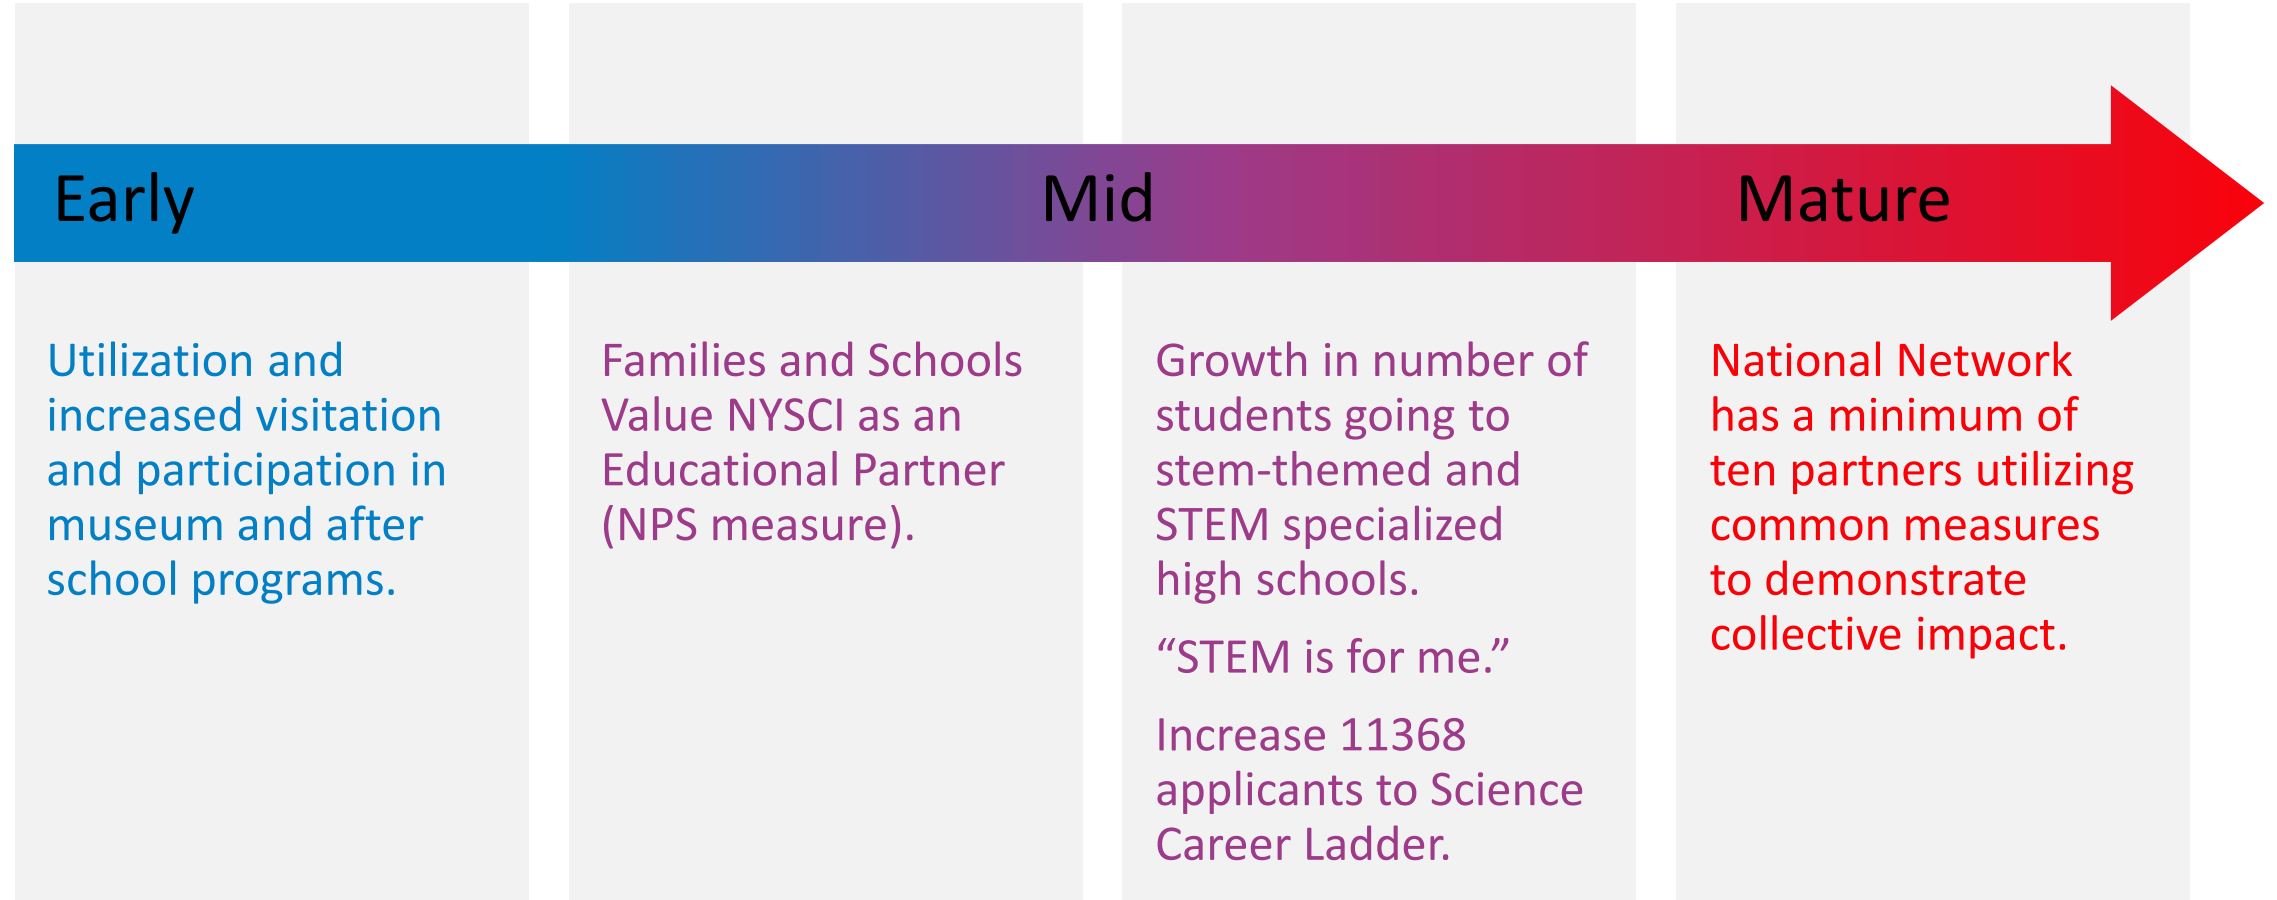 Early
Mid
Mature
Utilization and
increased visitation
and participation in
museum and after
school programs.
Families and Schools
Value NYSCI as an
Educational Partner
(NPS measure).
Growth in number of
students going to
stem-themed and
STEM specialized
high schools.
“STEM is for me.”
Increase 11368
applicants to Science
Career Ladder.
National Network
has a minimum of
ten partners utilizing
common measures
to demonstrate
collective impact.